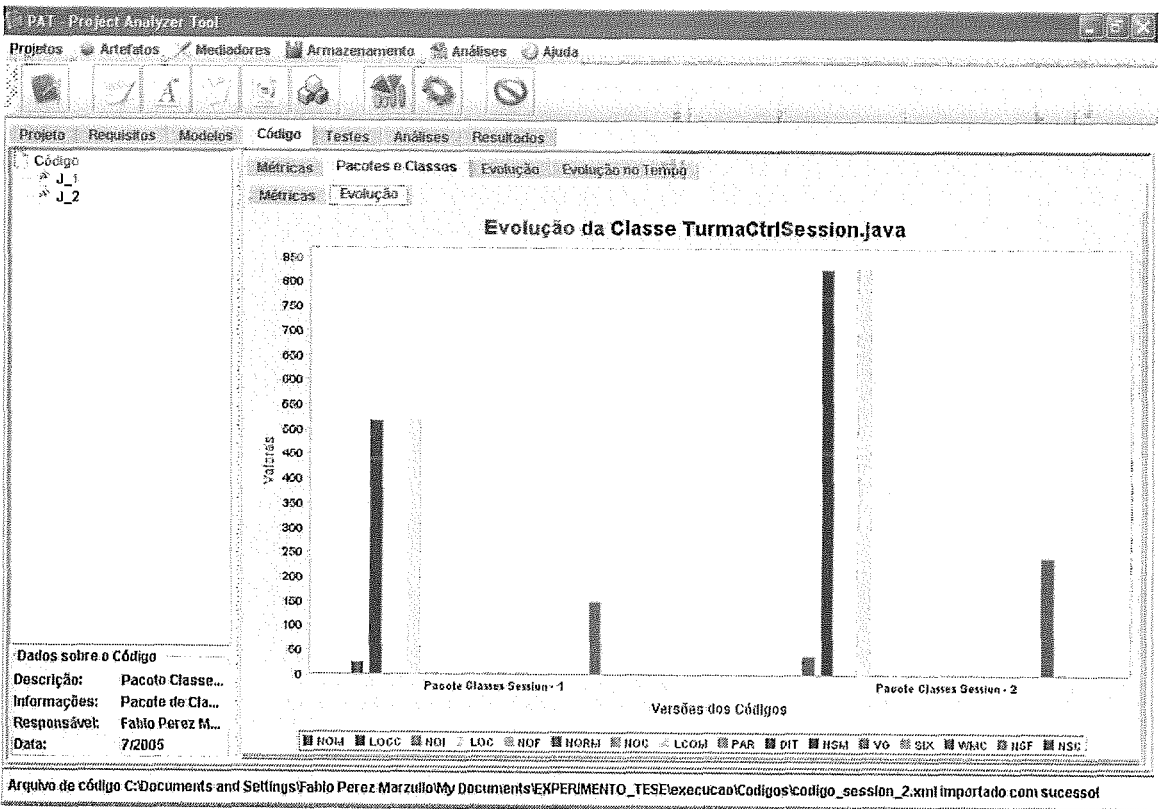 PAT Project Analyzer Tool
Projetos Artefatos Mediadores Armazenamento Análises Ajuda
Projeto Requisitos Modelos Código Testes Análises Resultados
Código
J_1
J_2
Métricas Pacotes e Classes Evolução Evolução no Tempo
Métricas Evolução
Evolução da Classe TurmaCtrlSession.java
850
800
750
700
650
600
550
500
450
400
350
300
250
200
150
100
50
0
Valores
Pacote Classes Session - 1
Pacote Classes Session - 2
Versões dos Códigos
NOM LOCC NOI LOC NOF NORM NOC LCOM PAR DIT NSM VG SIX WMC NSF NSC
Dados sobre o Código
Descrição: Pacote Classe...
Informações: Pacote de Cla...
Responsável: Fabio Perez M...
Data: 7/2005
Arquivo de código C:\Documents and Settings\Fabio Perez Marzullo\My Documents\EXPERIMENTO_TESE\execucao\Codigos\codigo_session_2.xml importado com sucesso!